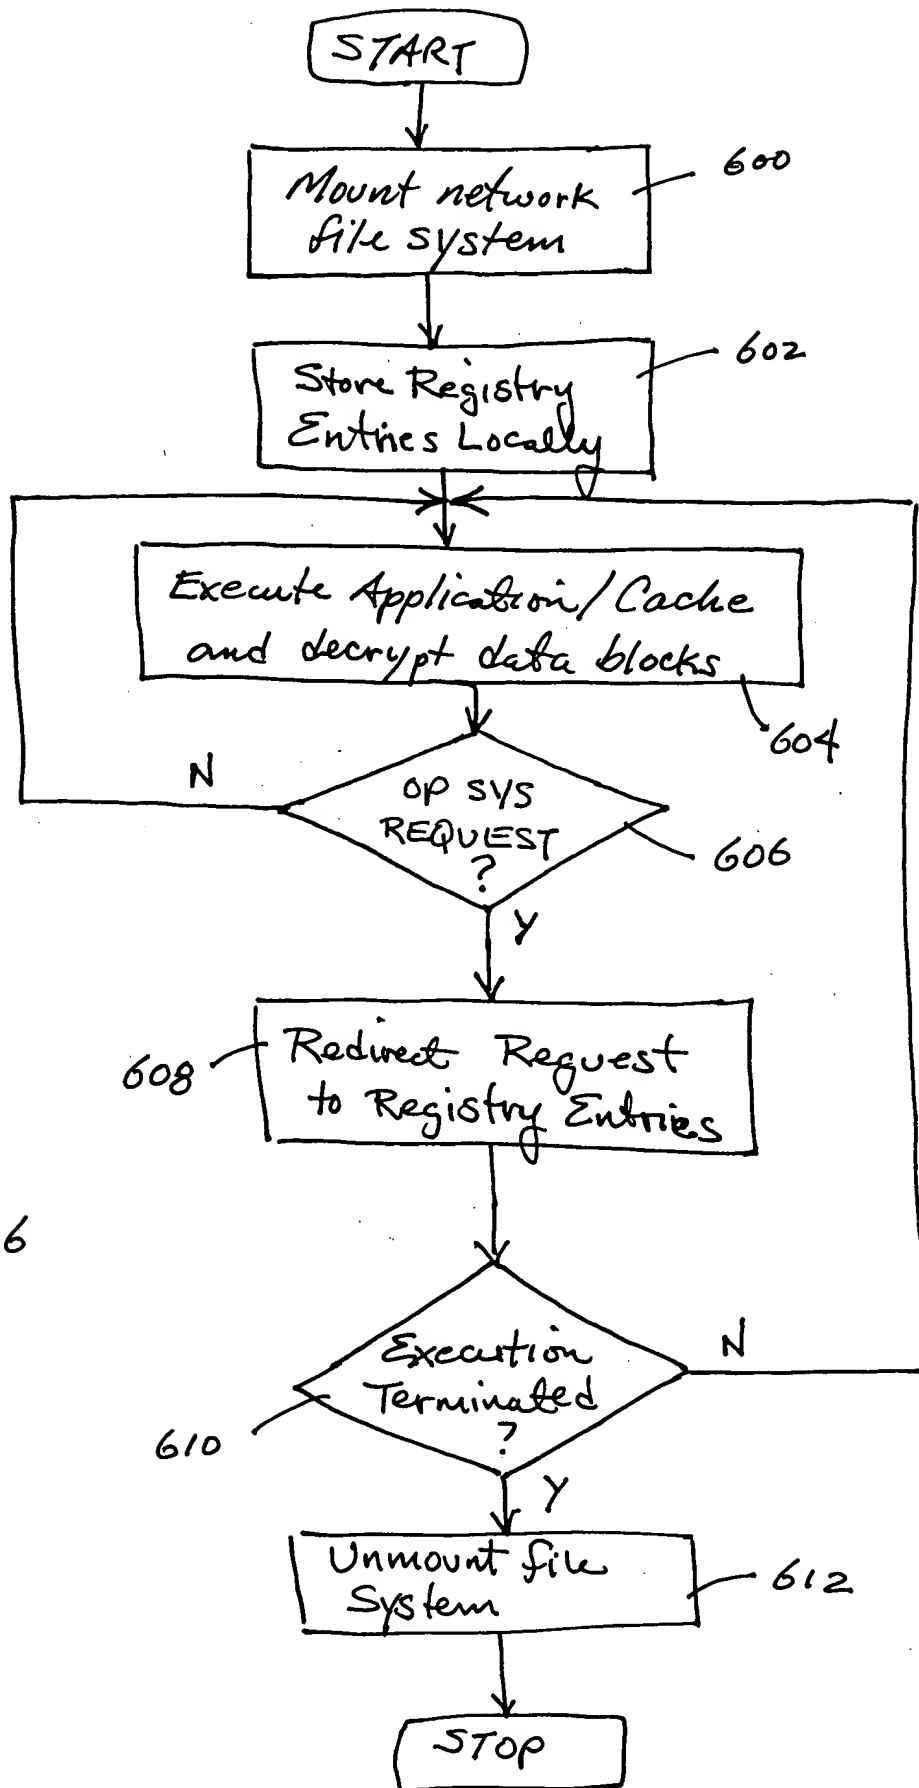 START
Mount network
file system
600
Store Registry
Entries Locally
602
Execute Application/Cache
and decrypt data blocks
604
N
OP SYS
REQUEST
?
606
Y
608
Redirect Request
to Registry Entries
6
Execution
Terminated
?
N
610
Y
Unmount file
System
612
STOP